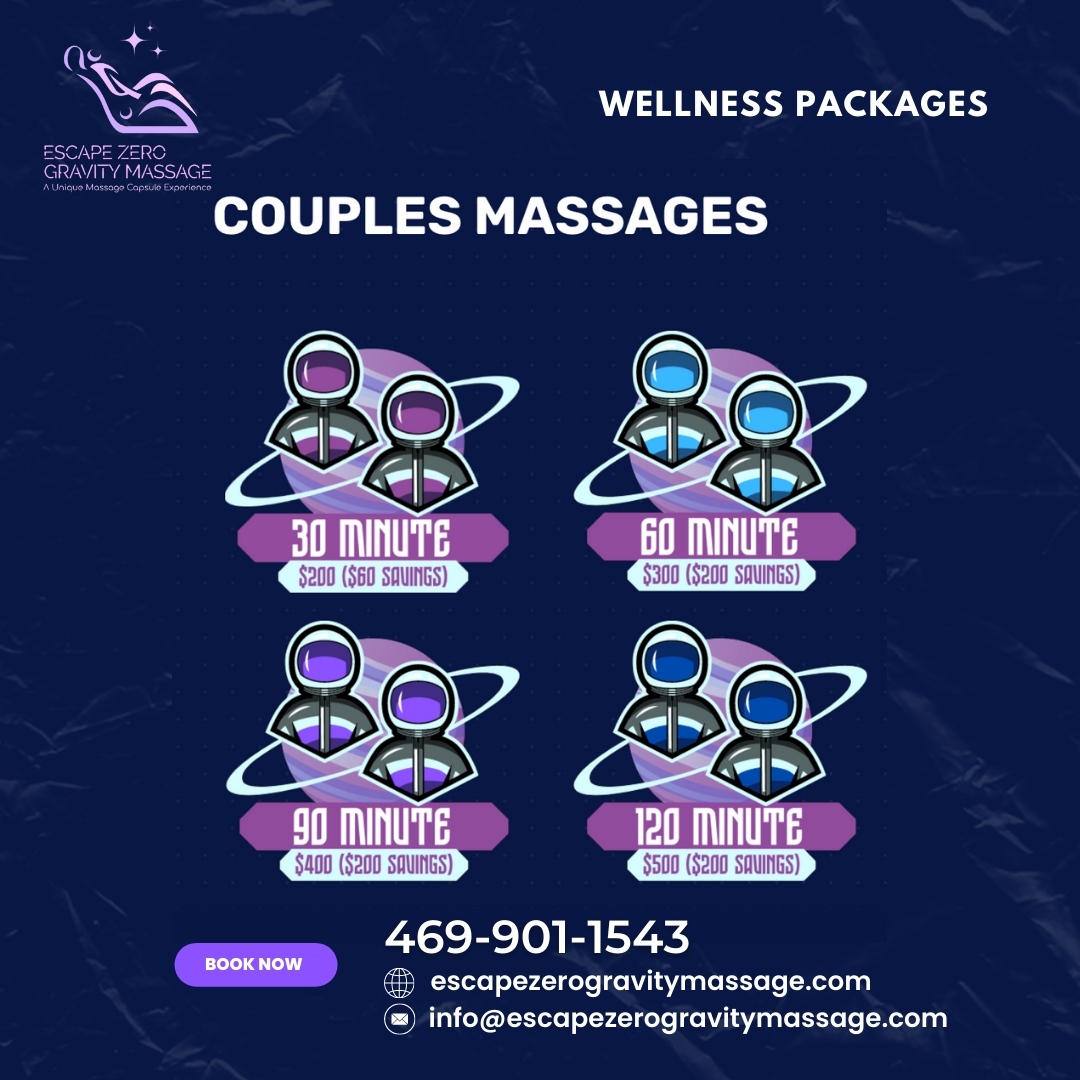 ESCAPE ZERO
GRAVITY MASSAGE
A Unique Massage Capsule Experience
WELLNESS PACKAGES
COUPLES MASSAGES
30 MINUTE
$200 ($60 SAVINGS)
60 MINUTE
$300 ($200 SAVINGS)
90 MINUTE
$400 ($200 SAVINGS)
120 MINUTE
$500 ($200 SAVINGS)
BOOK NOW
469-901-1543
escapezerogravitymassage.com
info@escapezerogravitymassage.com